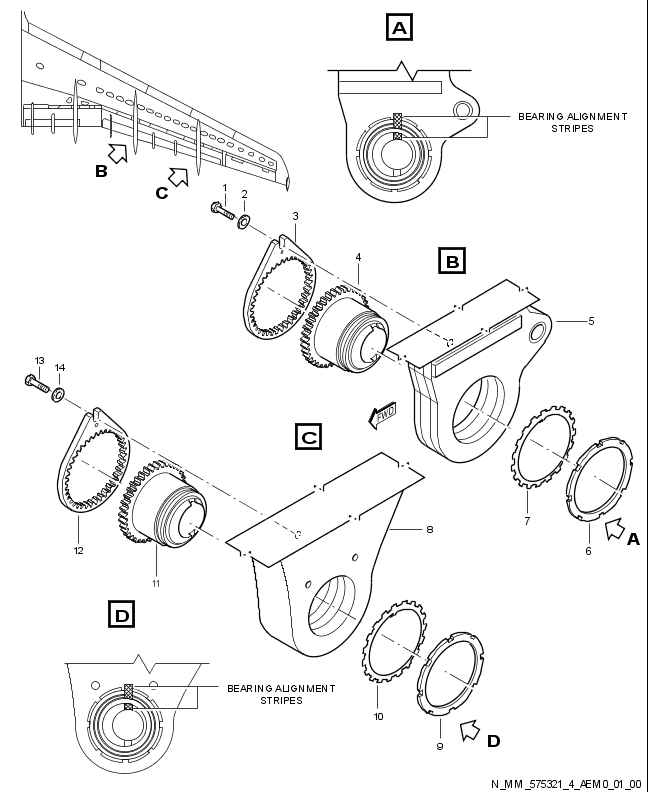 A
BEARING ALIGNMENT
STRIPES
B
C
1
2
3
4
B
5
13
14
FWD
C
12
11
7
6
A
8
D
BEARING ALIGNMENT
STRIPES
10
9
D
N_MM_575321_4_AEM0_01_00